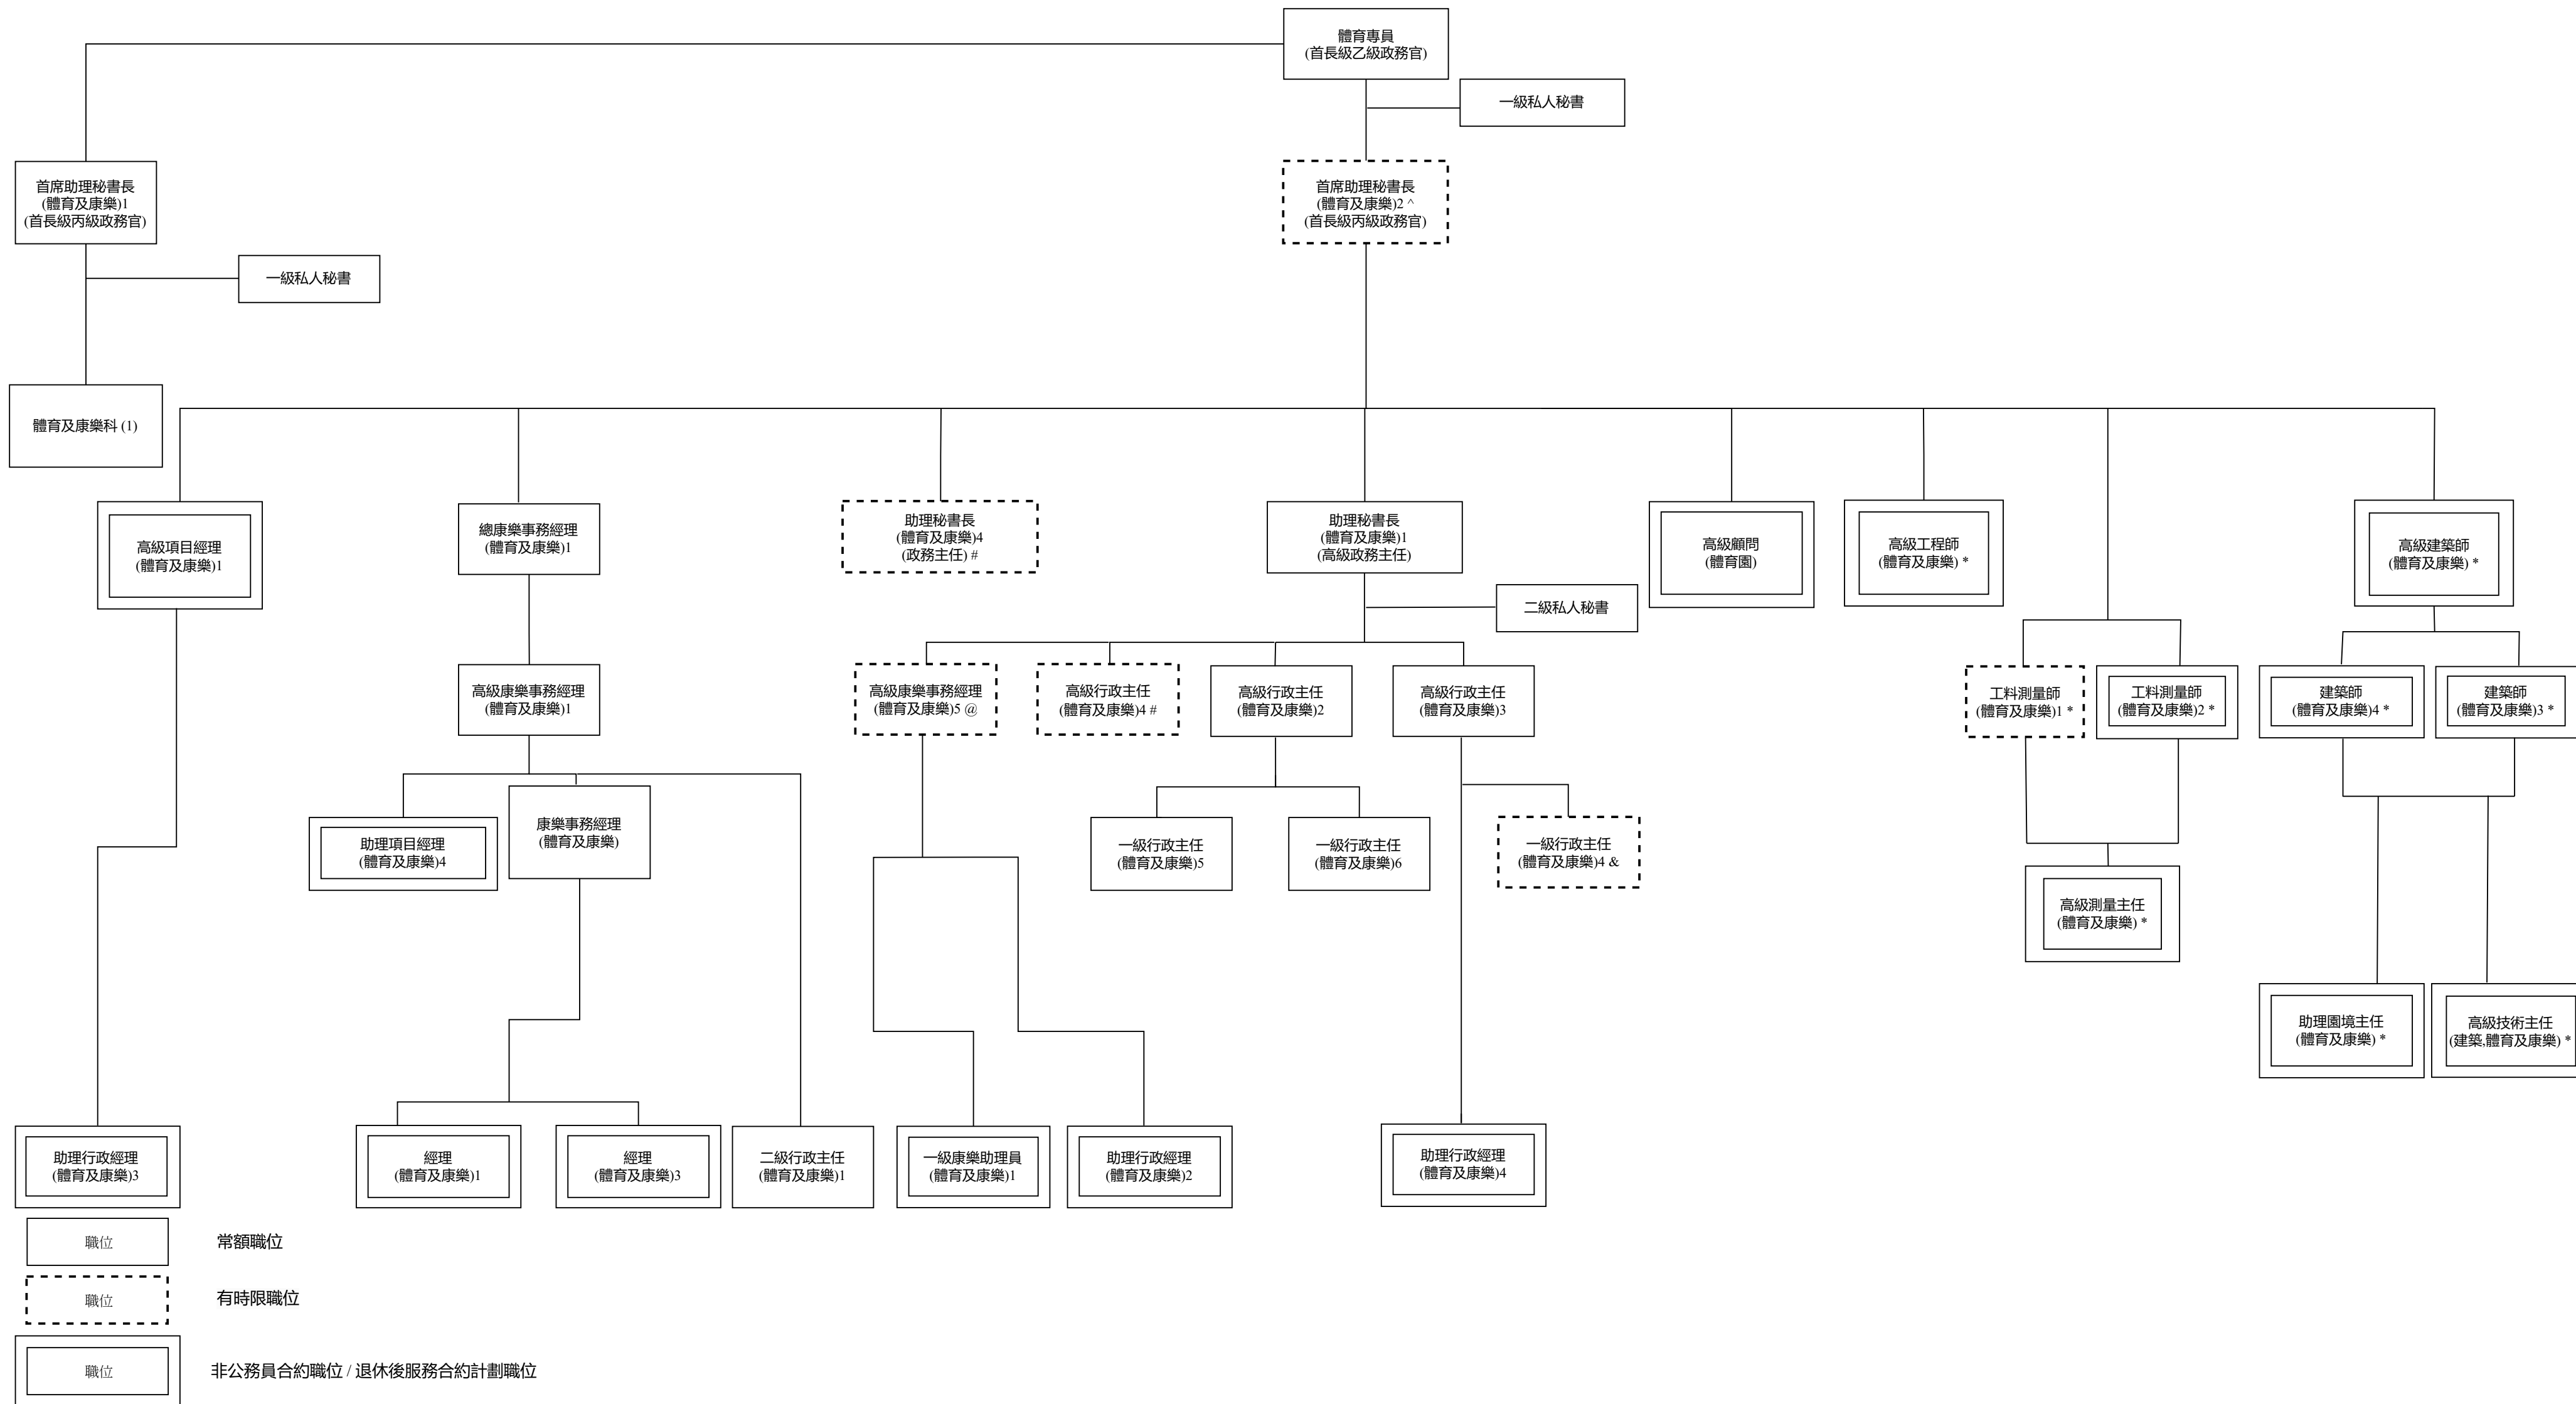 體育專員
(首長級乙級政務官)
一級私人秘書
首席助理秘書長
(體育及康樂)1
(首長級丙級政務官)
首席助理秘書長
(體育及康樂)2 ^
(首長級丙級政務官)
一級私人秘書
體育及康樂科 (1)
高級項目經理
(體育及康樂)1
總康樂事務經理
(體育及康樂)1
助理秘書長
(體育及康樂)4
(政務主任) #
助理秘書長
(體育及康樂)1
(高級政務主任)
高級顧問
(體育園)
高級工程師
(體育及康樂) *
高級建築師
(體育及康樂) *
二級私人秘書
高級康樂事務經理
(體育及康樂)1
高級康樂事務經理
(體育及康樂)5 @
高級行政主任
(體育及康樂)4 #
高級行政主任
(體育及康樂)2
高級行政主任
(體育及康樂)3
工料測量師
(體育及康樂)1 *
工料測量師
(體育及康樂)2 *
建築師
(體育及康樂)4 *
建築師
(體育及康樂)3 *
助理項目經理
(體育及康樂)4
康樂事務經理
(體育及康樂)
一級行政主任
(體育及康樂)5
一級行政主任
(體育及康樂)6
一級行政主任
(體育及康樂)4 &
高級測量主任
(體育及康樂) *
助理園境主任
(體育及康樂) *
高級技術主任
(建築,體育及康樂) *
助理行政經理
(體育及康樂)3
經理
(體育及康樂)1
經理
(體育及康樂)3
二級行政主任
(體育及康樂)1
一級康樂助理員
(體育及康樂)1
助理行政經理
(體育及康樂)2
助理行政經理
(體育及康樂)4
職位
常額職位
職位
有時限職位
職位
非公務員合約職位 / 退休後服務合約計劃職位